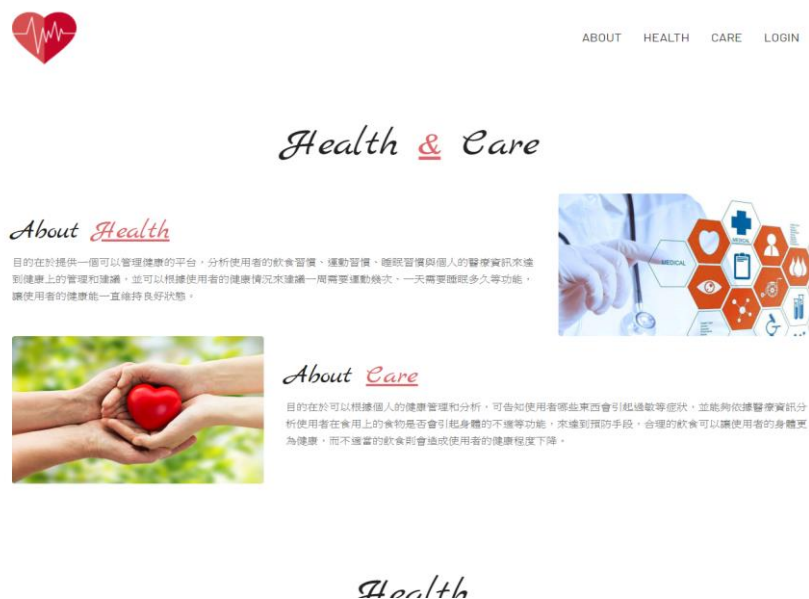 ABOUT HEALTH CARE LOGIN
Health & Care
About Health
目的在於提供一個可以管理健康的平台，分析使用者的飲食習慣、運動習慣、睡眠習慣與個人的醫療資訊來達
到健康上的管理和建議，並可以根據使用者的健康情況來建議一周需要運動幾次、一天需要睡眠多久等功能，
讓使用者的健康能一直維持良好狀態。
MEDICAL
MEDICAL
About Care
目的在於可以根據個人的健康管理和分析，可告知使用者哪些東西會引起過敏等症狀，並能夠依據醫療資訊分
析使用者在食用上的食物是否會引起身體的不適等功能，來達到預防手段，合理的飲食可以讓使用者的身體更
為健康，而不適當的飲食則會造成使用者的健康程度下降。
Health